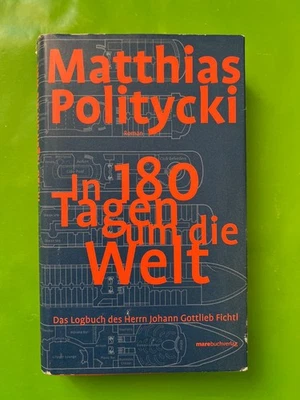 Matthias
Politycki
Roman
In 180
Tagen
um die
Welt
Das Logbuch des Herrn Johann Gottlieb Fichtl
marebuchverlag